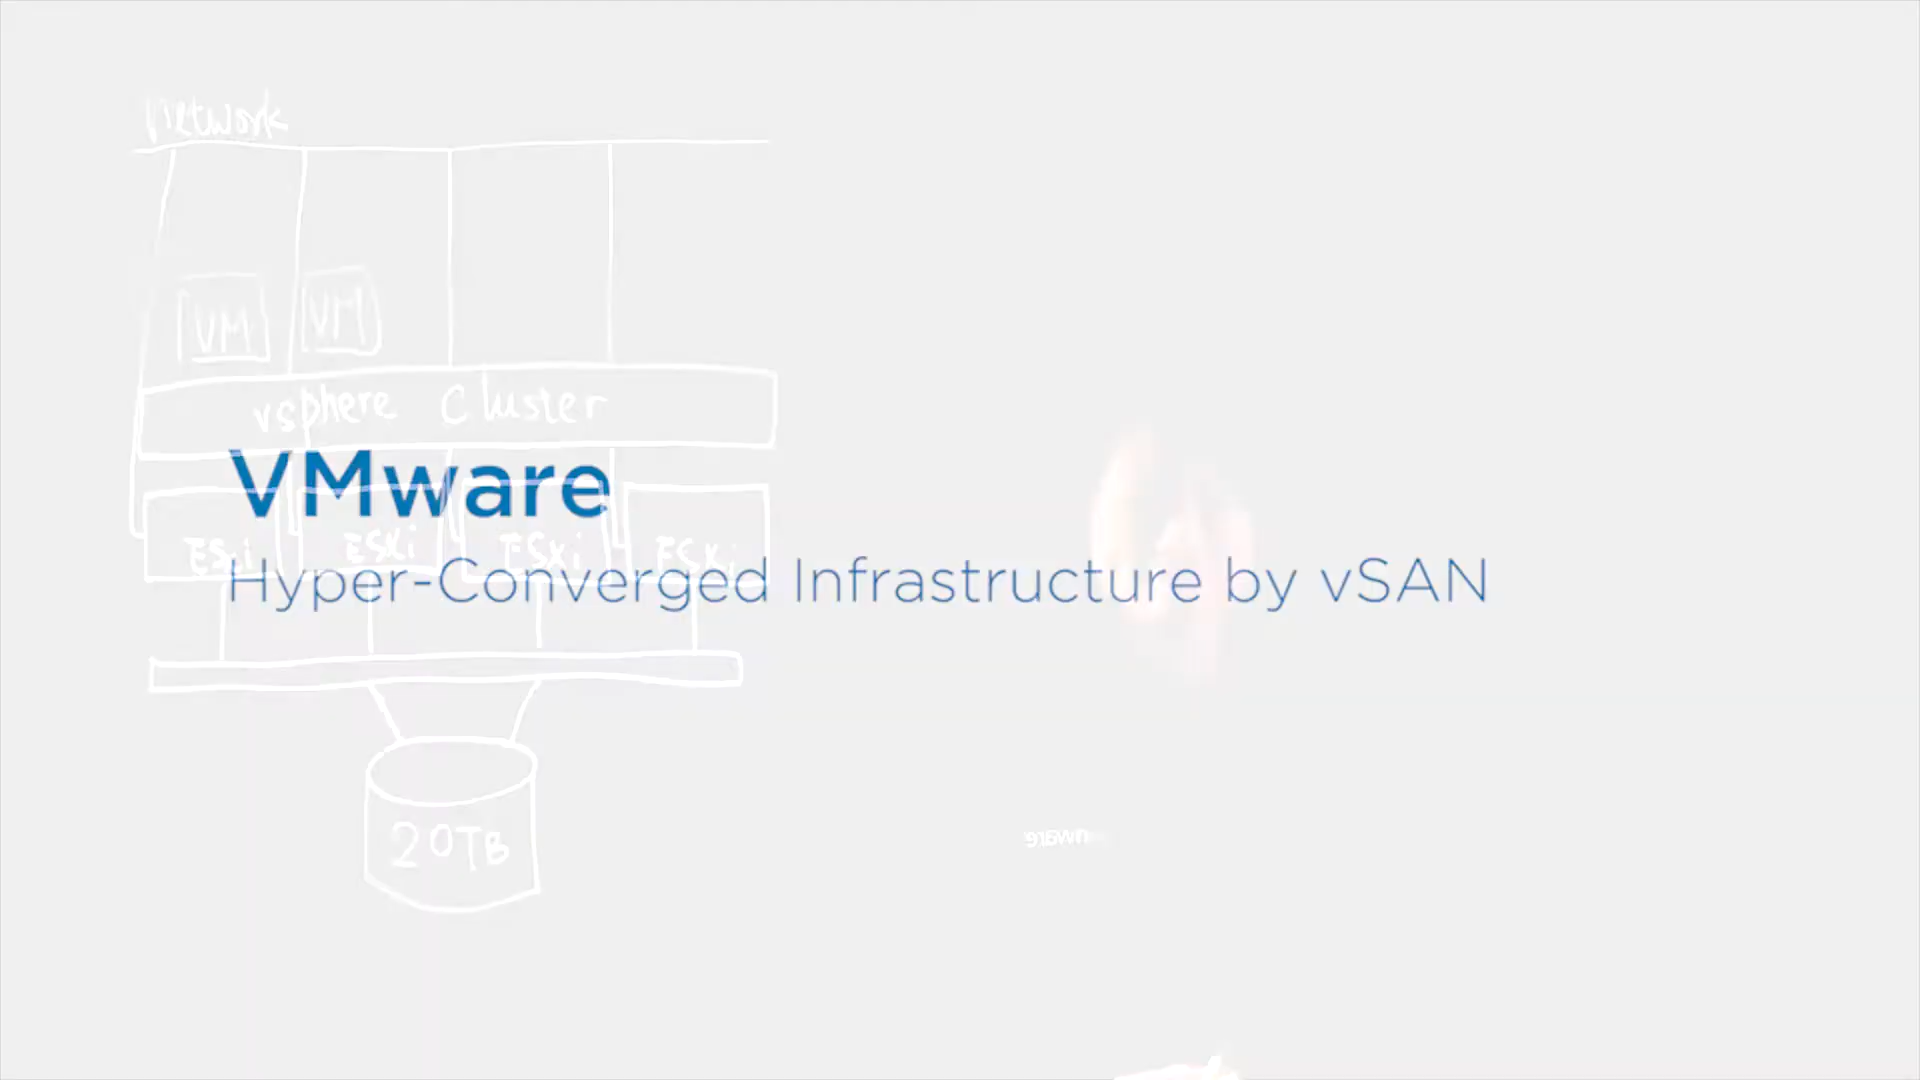 Network
VM VM
vsphere Cluster
VMware
ESXi ESXi ESXi ESXi
Hyper-Converged Infrastructure by vSAN
20TB